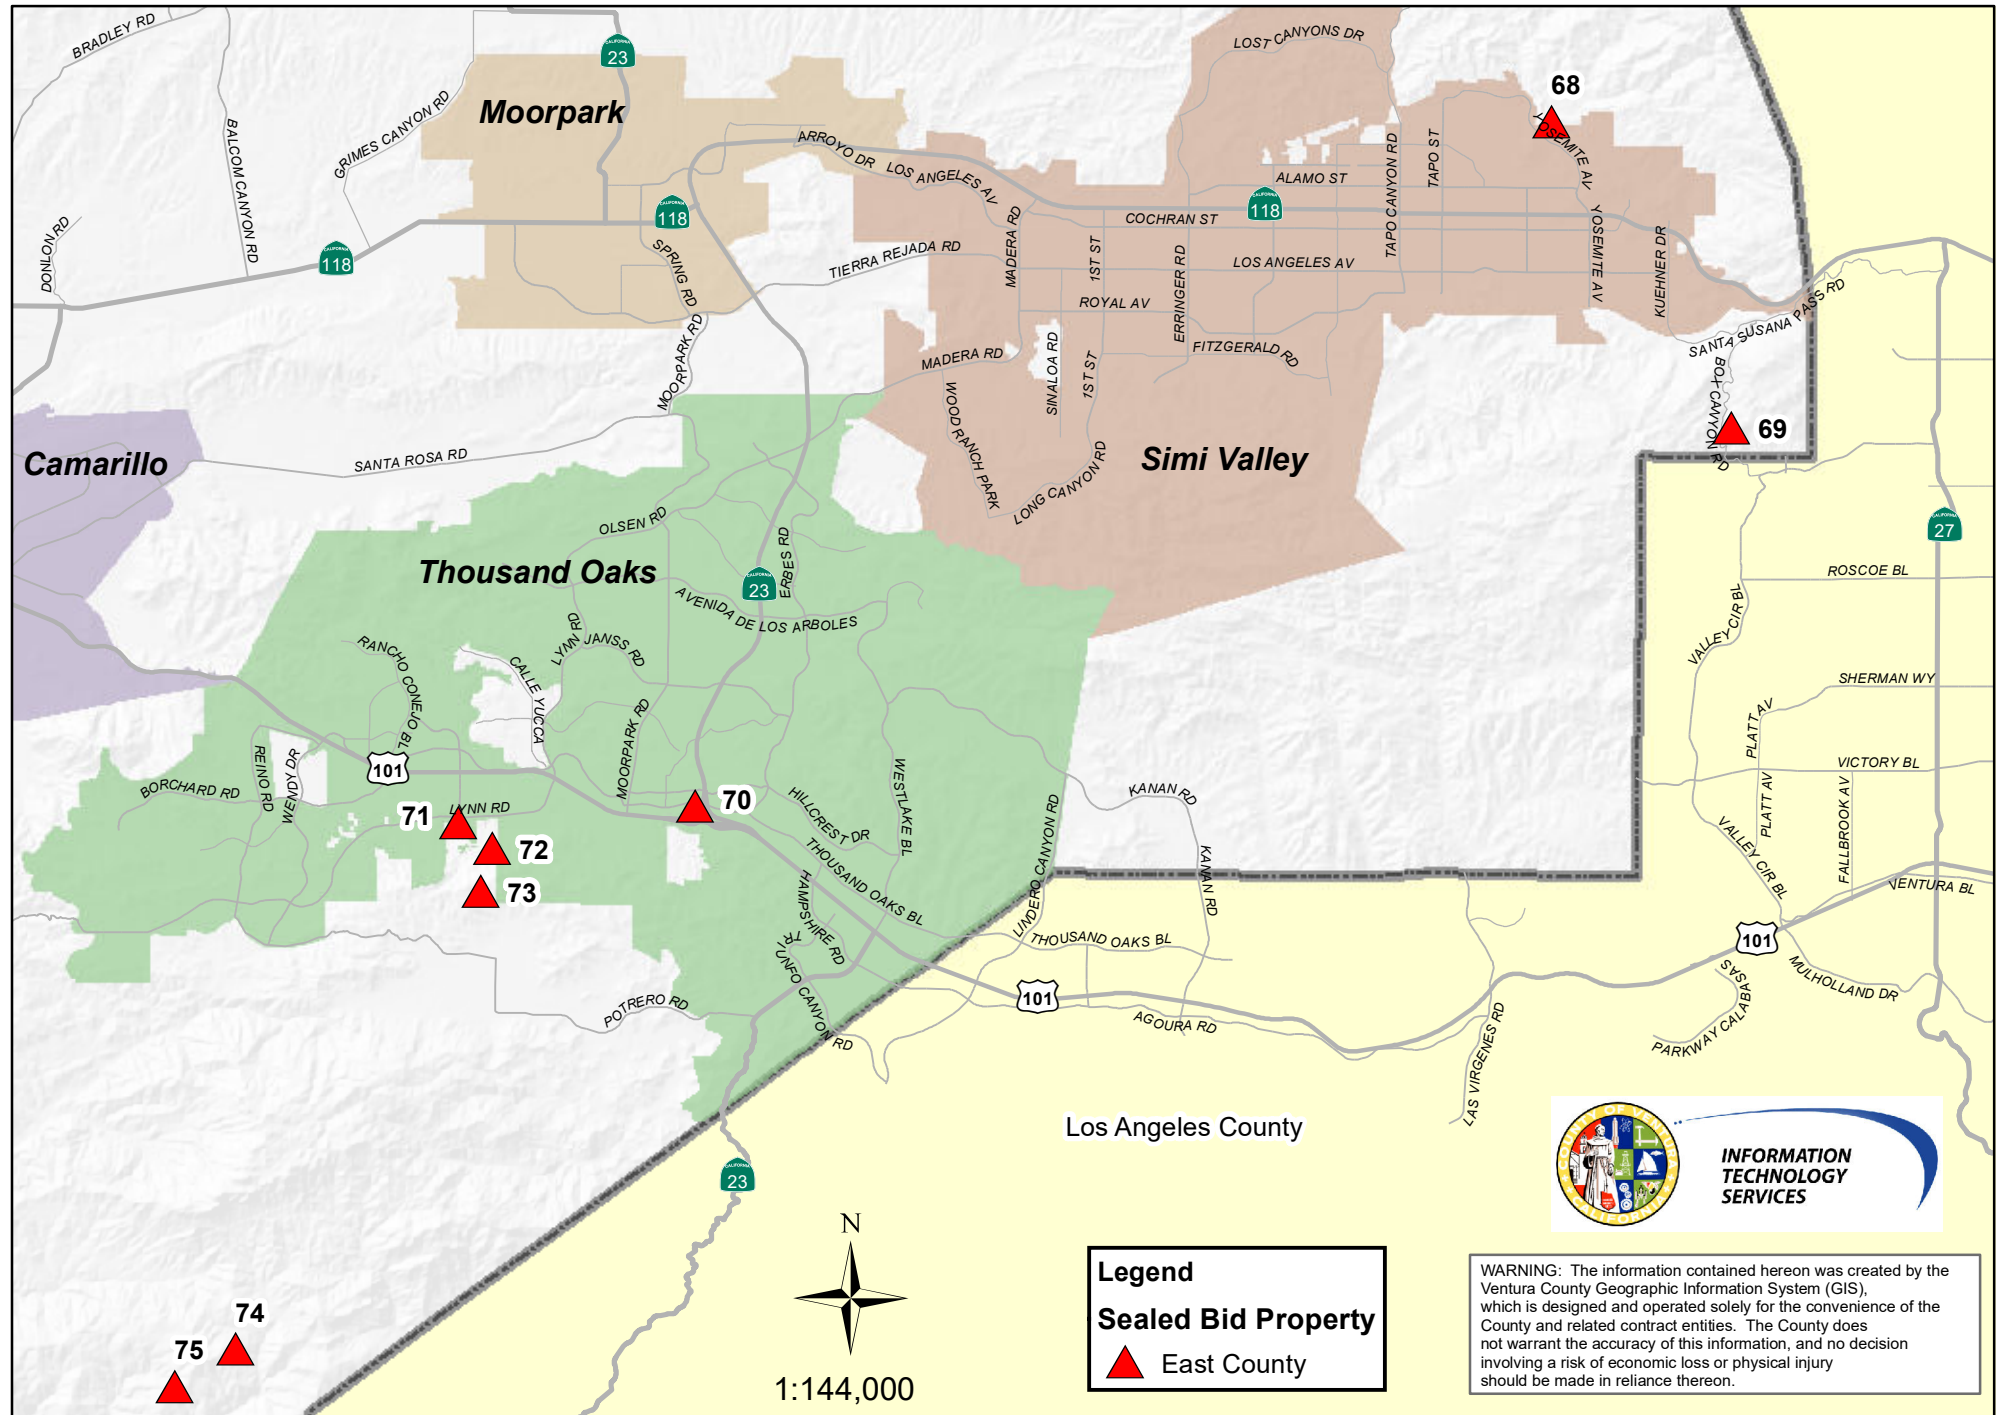 BRADLEY RD
CALIFORNIA
23
LOST CANYONS DR
68
Moorpark
GRIMES CANYON RD
BALCOM CANYON RD
YOSEMITE AV
ARROYO DR
LOS ANGELES AV
TAPO CANYON RD
TAPO ST
ALAMO ST
CALIFORNIA
118
CALIFORNIA
118
COCHRAN ST
DONLON RD
CALIFORNIA
118
SPRING RD
TIERRA REJADA RD
MADERA RD
1ST ST
ERRINGER RD
LOS ANGELES AV
YOSEMITE AV
KUEHNER DR
ROYAL AV
SANTA SUSANA PASS RD
MOORPARK RD
MADERA RD
SINALOA RD
1ST ST
FITZGERALD RD
BOX CANYON RD
WOOD RANCH PARK
69
Camarillo
SANTA ROSA RD
Simi Valley
LONG CANYON RD
OLSEN RD
CALIFORNIA
27
Thousand Oaks
ERBES RD
CALIFORNIA
23
ROSCOE BL
AVENIDA DE LOS ARBOLES
VALLEY CIR BL
LYNN RD
JANSS RD
RANCHO CONEJO BL
CALLE YUCCA
SHERMAN WY
MOORPARK RD
PLATT AV
101
REINO RD
WENDY DR
WESTLAKE BL
VICTORY BL
BORCHARD RD
KANAN RD
LYNN RD
70
HILLCREST DR
LINDERO CANYON RD
PLATT AV
FALLBROOK AV
71
VALLEY CIR BL
72
THOUSAND OAKS BL
KANAN RD
73
HAMPSHIRE RD
VENTURA BL
THOUSAND OAKS BL
101
TRIUNFO CANYON RD
101
MULHOLLAND DR
POTRERO RD
AGOURA RD
LAS VIRGENES RD
PARKWAY CALABASAS
Los Angeles County
COUNTY OF VENTURA
CALIFORNIA
INFORMATION
TECHNOLOGY
SERVICES
CALIFORNIA
23
N
1:144,000
Legend
Sealed Bid Property
East County
WARNING: The information contained hereon was created by the
Ventura County Geographic Information System (GIS),
which is designed and operated solely for the convenience of the
County and related contract entities. The County does
not warrant the accuracy of this information, and no decision
involving a risk of economic loss or physical injury
should be made in reliance thereon.
74
75